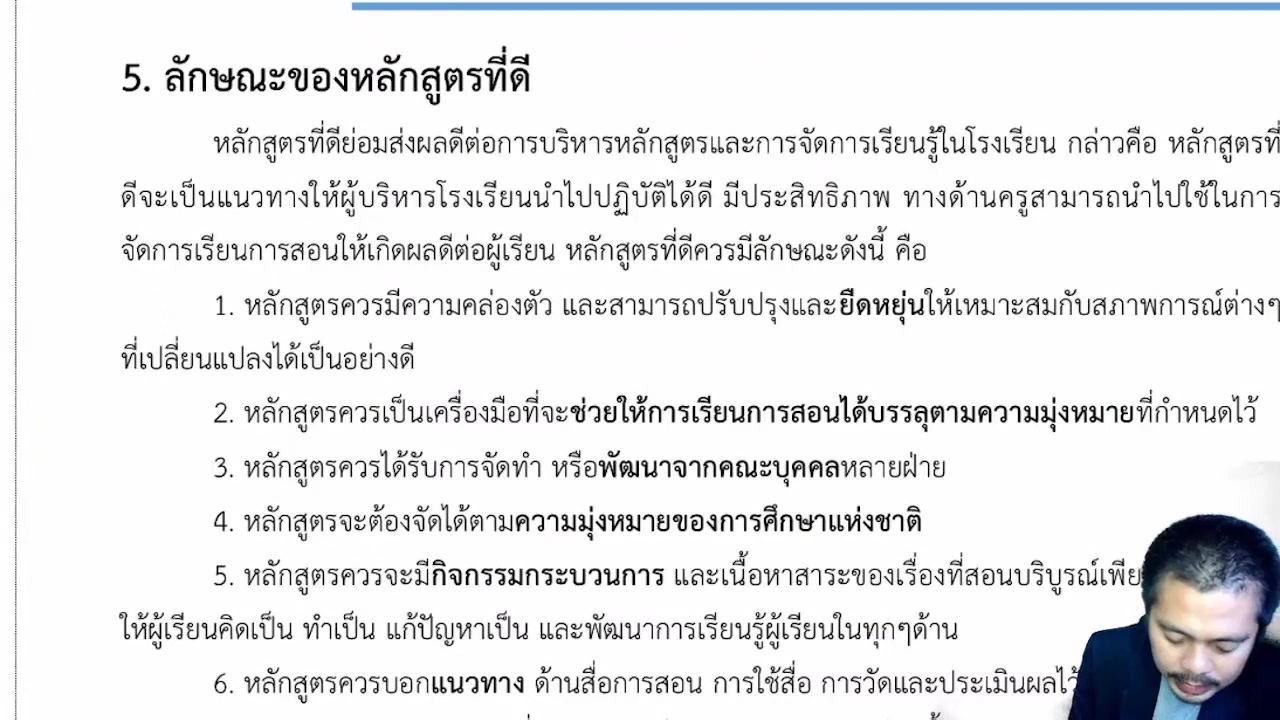 5. ลักษณะของหลักสูตรที่ดี
หลักสูตรที่ดีย่อมส่งผลดีต่อการบริหารหลักสูตรและการจัดการเรียนรู้ในโรงเรียน กล่าวคือ หลักสูตรที่
ดีจะเป็นแนวทางให้ผู้บริหารโรงเรียนนำไปปฏิบัติได้ดี มีประสิทธิภาพ ทางด้านครูสามารถนำไปใช้ในการ
จัดการเรียนการสอนให้เกิดผลดีต่อผู้เรียน หลักสูตรที่ดีควรมีลักษณะดังนี้ คือ
1. หลักสูตรควรมีความคล่องตัว และสามารถปรับปรุงและยืดหยุ่นให้เหมาะสมกับสภาพการณ์ต่างๆ
ที่เปลี่ยนแปลงได้เป็นอย่างดี
2. หลักสูตรควรเป็นเครื่องมือที่จะช่วยให้การเรียนการสอนได้บรรลุตามความมุ่งหมายที่กำหนดไว้
3. หลักสูตรควรได้รับการจัดทำ หรือพัฒนาจากคณะบุคคลหลายฝ่าย
4. หลักสูตรจะต้องจัดได้ตามความมุ่งหมายของการศึกษาแห่งชาติ
5. หลักสูตรควรจะมีกิจกรรมกระบวนการ และเนื้อหาสาระของเรื่องที่สอนบริบูรณ์เพีย
ให้ผู้เรียนคิดเป็น ทำเป็น แก้ปัญหาเป็น และพัฒนาการเรียนรู้ผู้เรียนในทุกๆด้าน
6. หลักสูตรควรบอกแนวทาง ด้านสื่อการสอน การใช้สื่อ การวัดและประเมินผลไว้